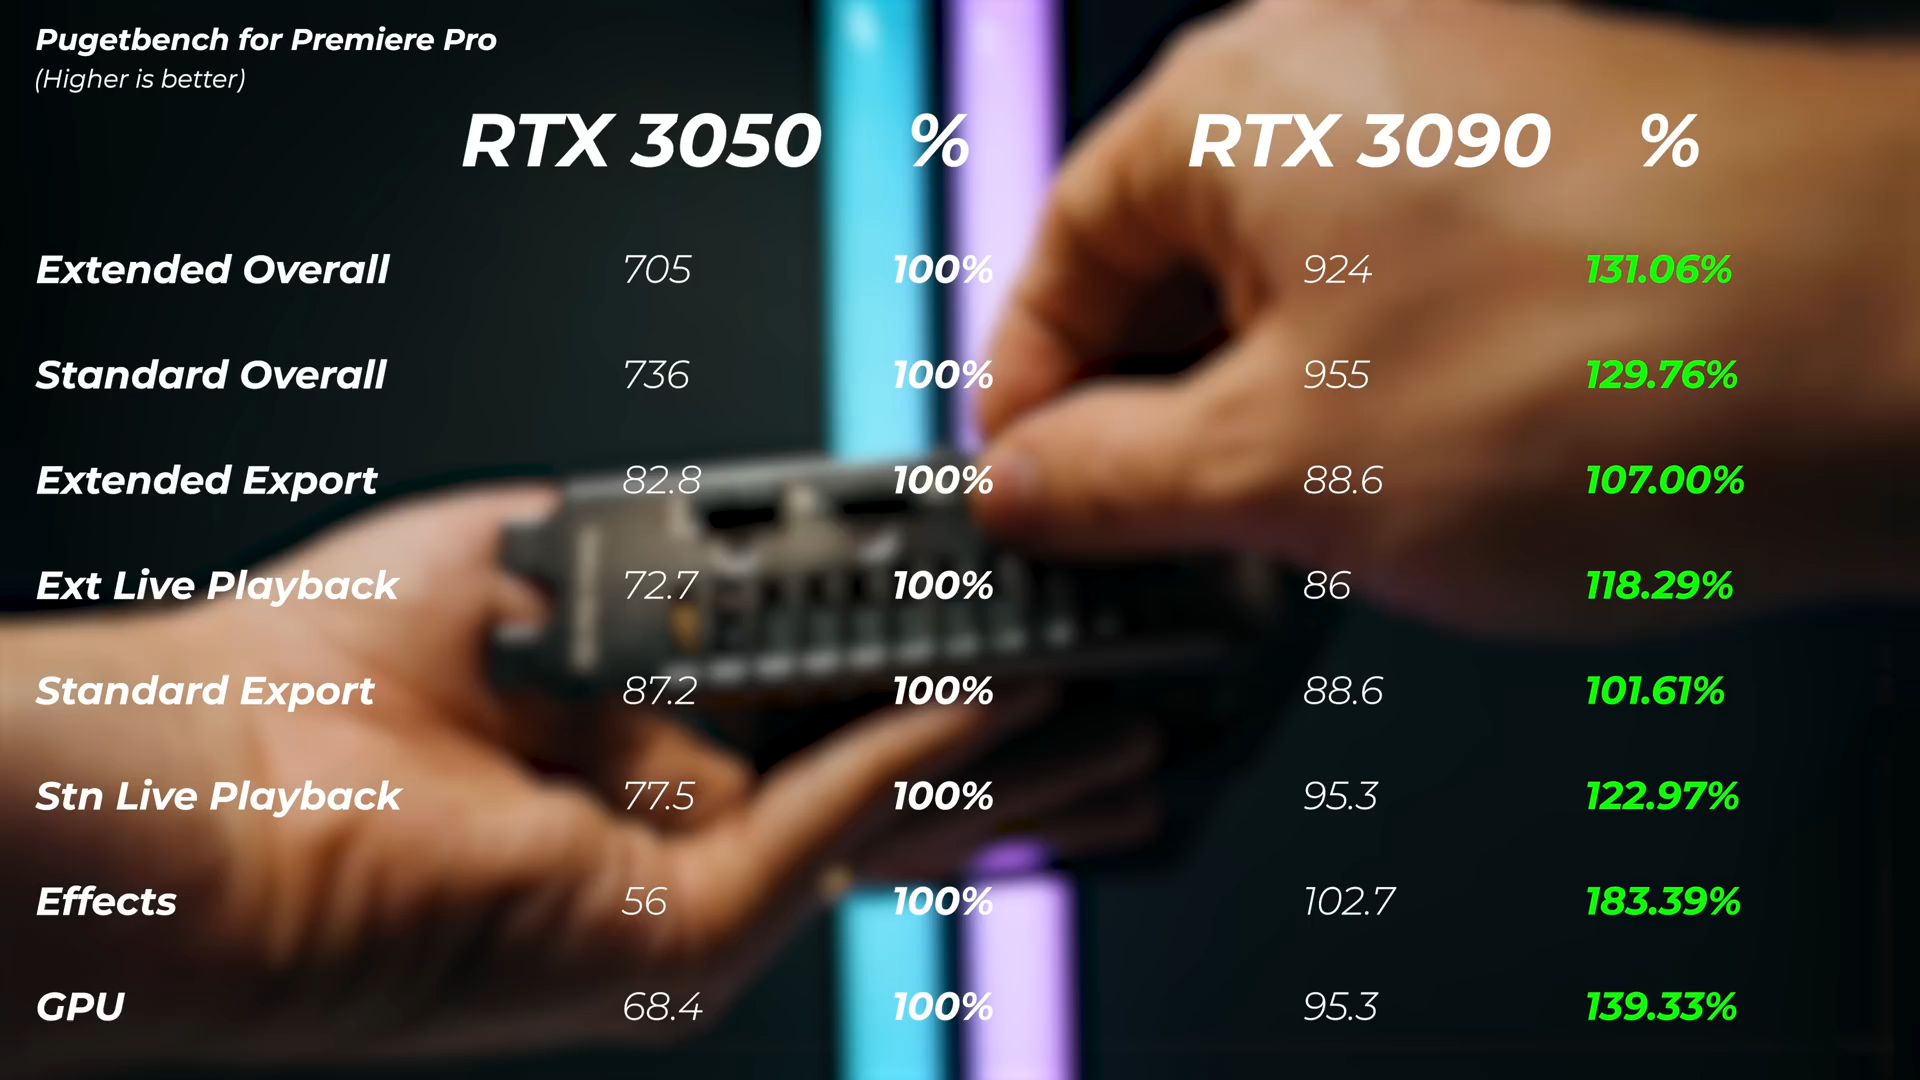 Pugetbench for Premiere Pro
(Higher is better)
RTX 3050 % RTX 3090 %
Extended Overall 705 100% 924 131.06%
Standard Overall 736 100% 955 129.76%
Extended Export 82.8 100% 88.6 107.00%
Ext Live Playback 72.7 100% 86 118.29%
Standard Export 87.2 100% 88.6 101.61%
Stn Live Playback 77.5 100% 95.3 122.97%
Effects 56 100% 102.7 183.39%
GPU 68.4 100% 95.3 139.33%